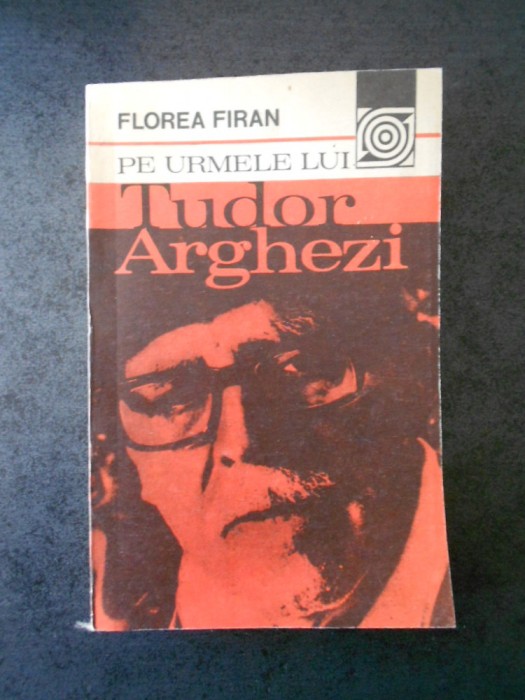 FLOREA FIRAN
PE URMELE LUI
Tudor
Arghezi